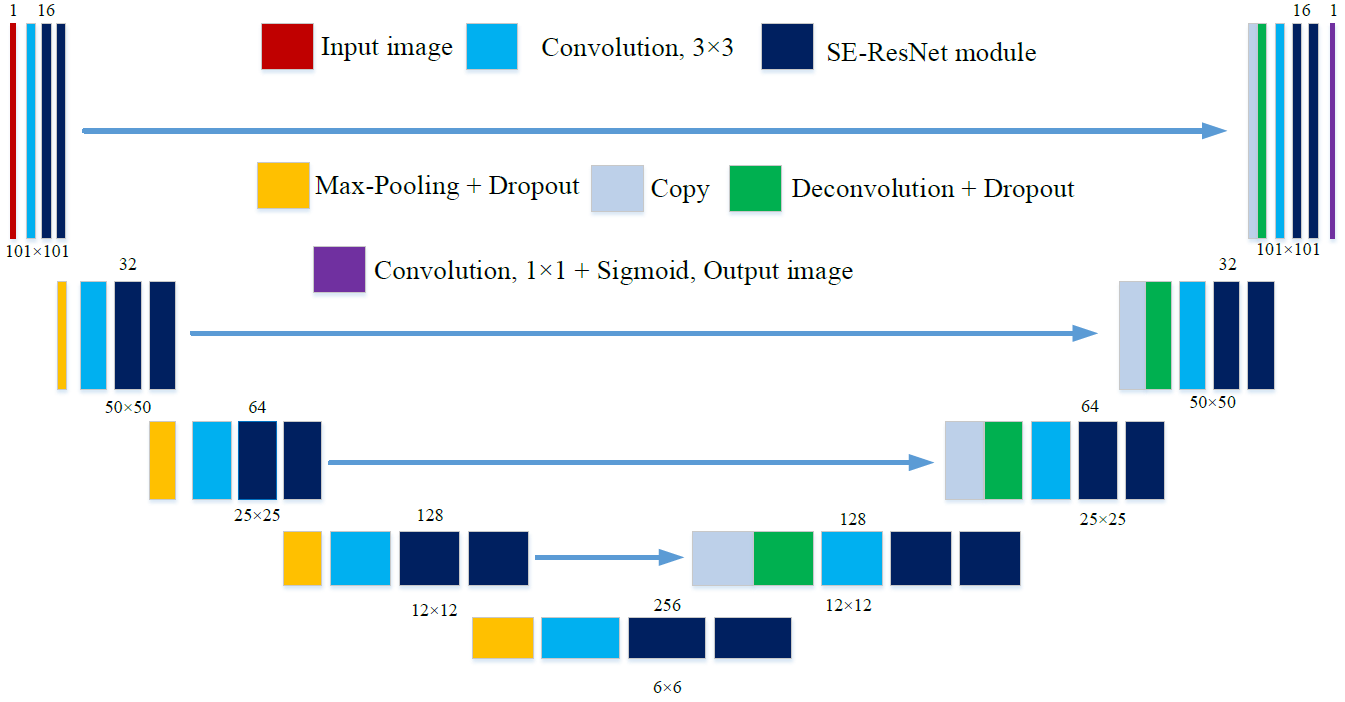 1 16 16 1
Input image Convolution, 3×3 SE-ResNet module
Max-Pooling + Dropout Copy Deconvolution + Dropout
101×101 101×101
Convolution, 1×1 + Sigmoid, Output image
32 32
50×50 50×50
64 64
25×25 25×25
128 128
12×12 12×12
256
6×6